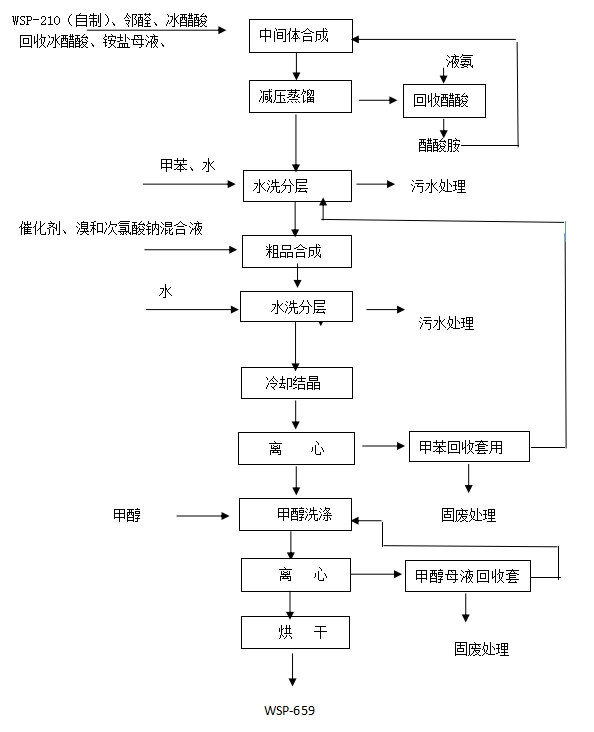 WSP-210（自制）、邻醛、冰醋酸
回收冰醋酸、铵盐母液、
中间体合成
液氨
减压蒸馏
回收醋酸
醋酸胺
甲苯、水
水洗分层
污水处理
催化剂、溴和次氯酸钠混合液
粗品合成
水
水洗分层
污水处理
冷却结晶
离 心
甲苯回收套用
固废处理
甲醇
甲醇洗涤
离 心
甲醇母液回收套
烘 干
固废处理
WSP-659